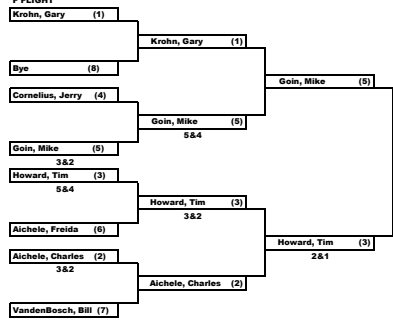 F FLIGHT
Krohn, Gary (1)
Krohn, Gary (1)
Bye (8)
Goin, Mike (5)
Cornelius, Jerry (4)
Goin, Mike (5)
5&4
Goin, Mike (5)
3&2
Howard, Tim (3)
5&4
Howard, Tim (3)
3&2
Aichele, Freida (6)
Howard, Tim (3)
2&1
Aichele, Charles (2)
3&2
Aichele, Charles (2)
VandenBosch, Bill (7)